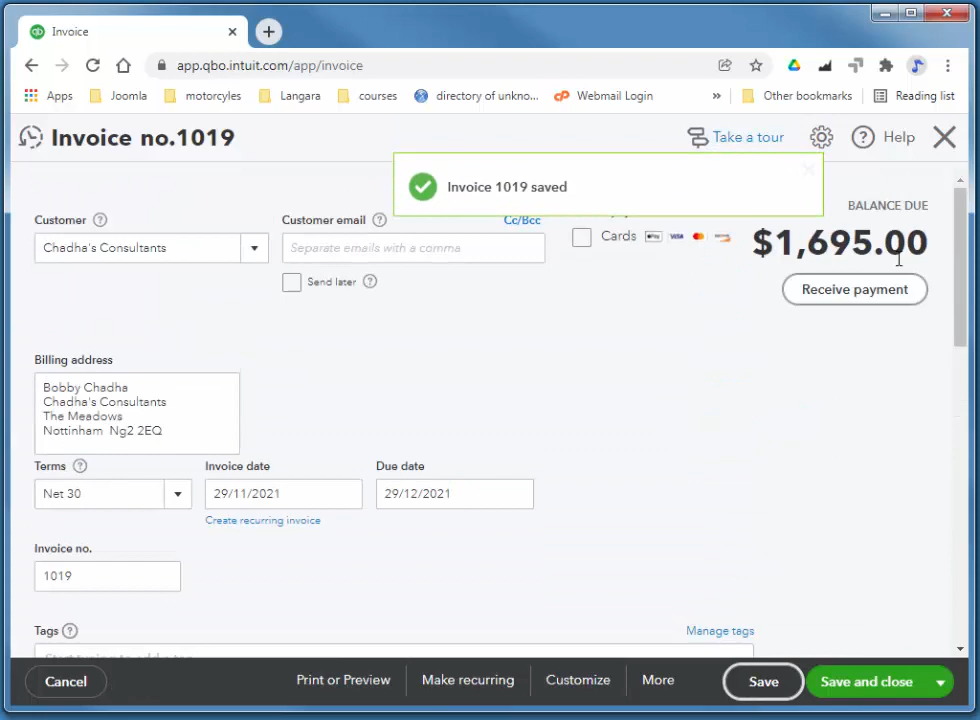 Invoice
app.qbo.intuit.com/app/invoice
Apps
Joomla
motorcyles
Langara
courses
directory of unkno...
Webmail Login
»
Other bookmarks
Reading list
Invoice no.1019
Take a tour
Help
Invoice 1019 saved
BALANCE DUE
$1,695.00
Receive payment
Customer
Chadha's Consultants
Customer email
Cc/Bcc
Separate emails with a comma
Send later
Cards
Billing address
Bobby Chadha
Chadha's Consultants
The Meadows
Nottinham Ng2 2EQ
Terms
Net 30
Invoice date
29/11/2021
Due date
29/12/2021
Create recurring invoice
Invoice no.
1019
Tags
Manage tags
Cancel
Print or Preview
Make recurring
Customize
More
Save
Save and close